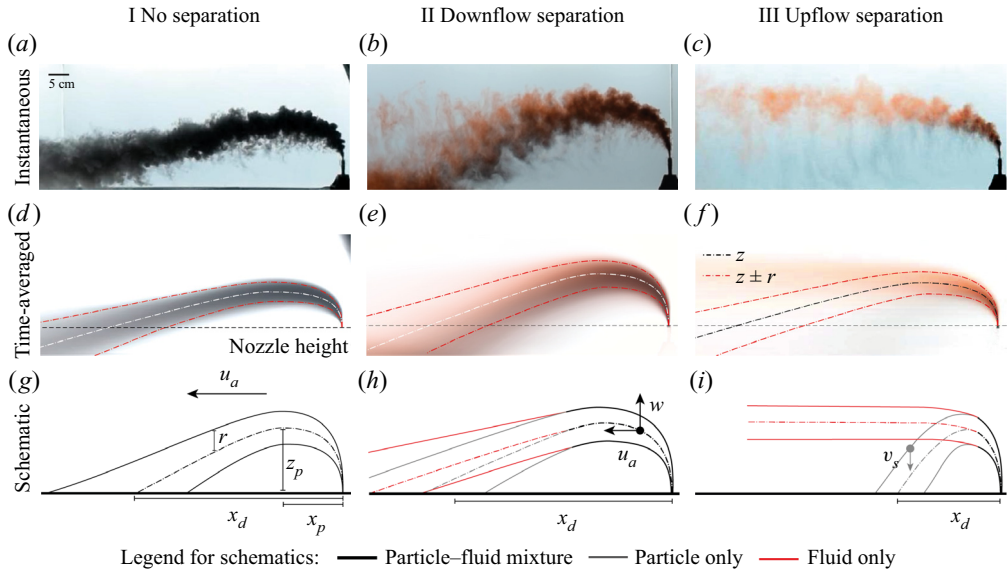 I No separation
II Downflow separation
III Upflow separation
(a)
(b)
(c)
Instantaneous
5 cm
(d)
(e)
(f)
Time-averaged
z
z ± r
Nozzle height
(g)
(h)
(i)
Schematic
u_a
r
z_p
w
u_a
v_s
x_d
x_p
x_d
x_d
Legend for schematics: Particle–fluid mixture Particle only Fluid only